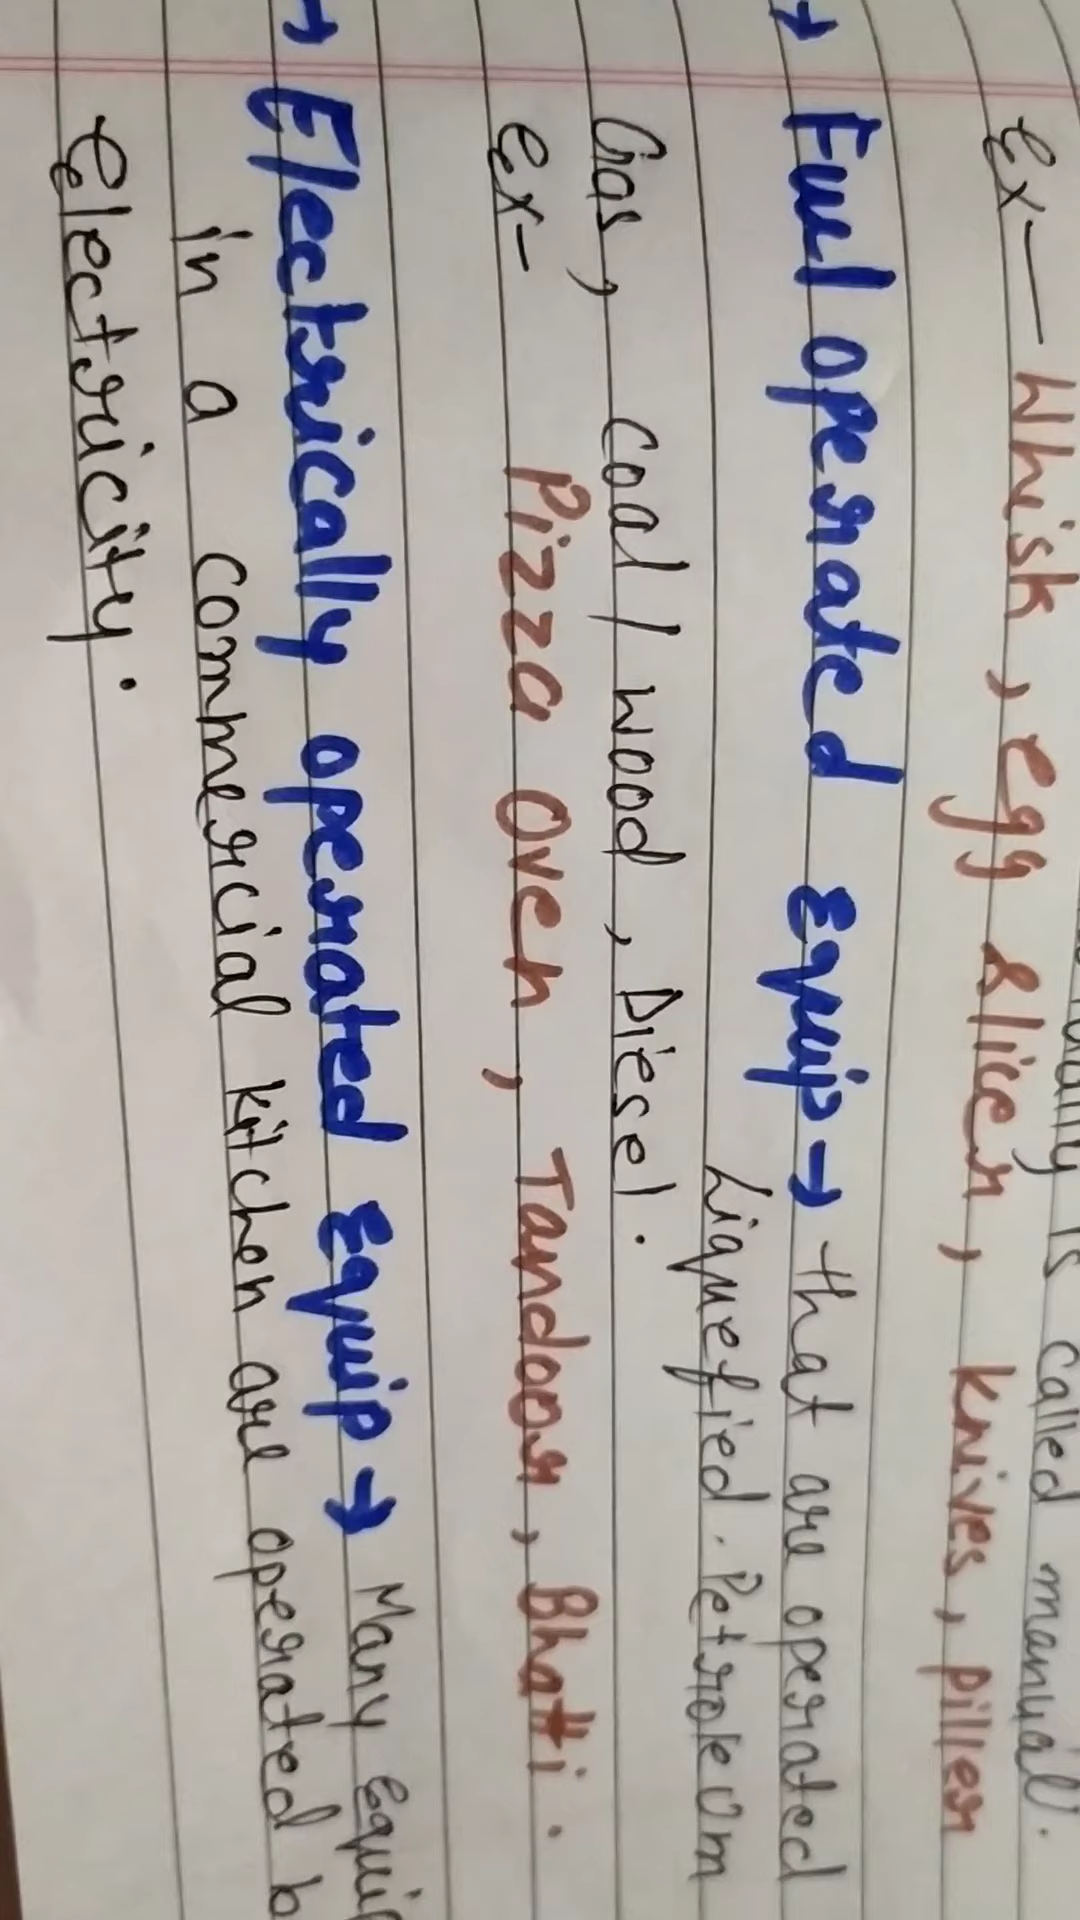 is called manual.
Ex— Whisk, egg slicer, knives, piller
→ Fuel operated Equip → that are operated
Liquefied. Petroleum
Gas, coal/wood, Diesel.
Ex- Pizza Oven, Tandoor, Bhatti.
→ Electrically operated Equip → Many Equip
in a commercial kitchen are operated b
Electricity.